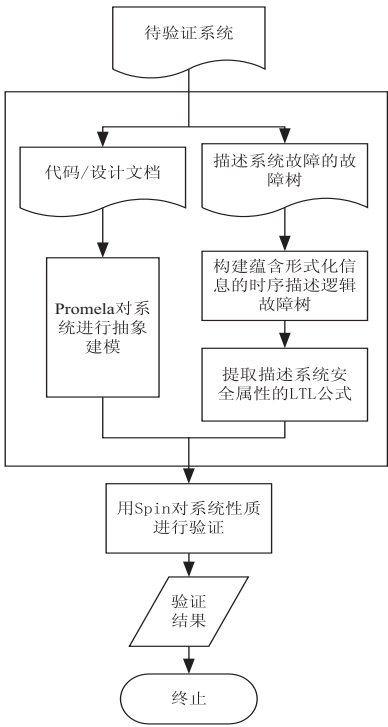 待验证系统
代码/设计文档
描述系统故障的故
障树
Promela对系
统进行抽象
建模
构建蕴含形式化信
息的时序描述逻辑
故障树
提取描述系统安
全属性的LTL公式
用Spin对系统性质
进行验证
验证
结果
终止